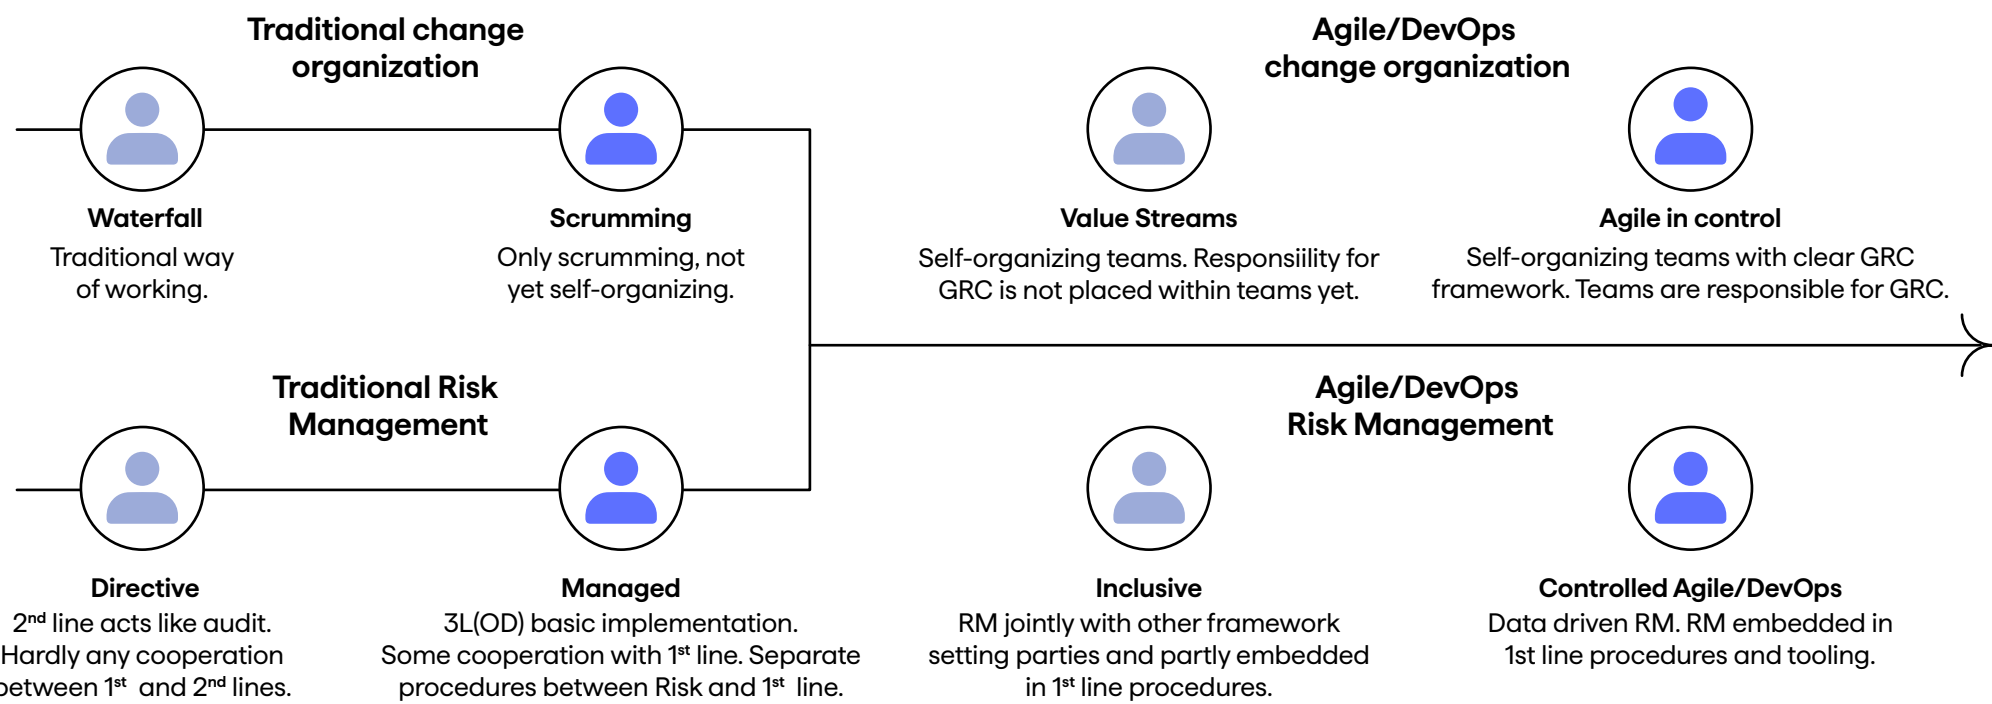 Traditional change
organization
Agile/DevOps
change organization
Waterfall
Traditional way
of working.
Scrumming
Only scrumming, not
yet self-organizing.
Value Streams
Self-organizing teams. Responsiility for
GRC is not placed within teams yet.
Agile in control
Self-organizing teams with clear GRC
framework. Teams are responsible for GRC.
Traditional Risk
Management
Agile/DevOps
Risk Management
Directive
2nd line acts like audit.
Hardly any cooperation
between 1st and 2nd lines.
Managed
3L(OD) basic implementation.
Some cooperation with 1st line. Separate
procedures between Risk and 1st line.
Inclusive
RM jointly with other framework
setting parties and partly embedded
in 1st line procedures.
Controlled Agile/DevOps
Data driven RM. RM embedded in
1st line procedures and tooling.